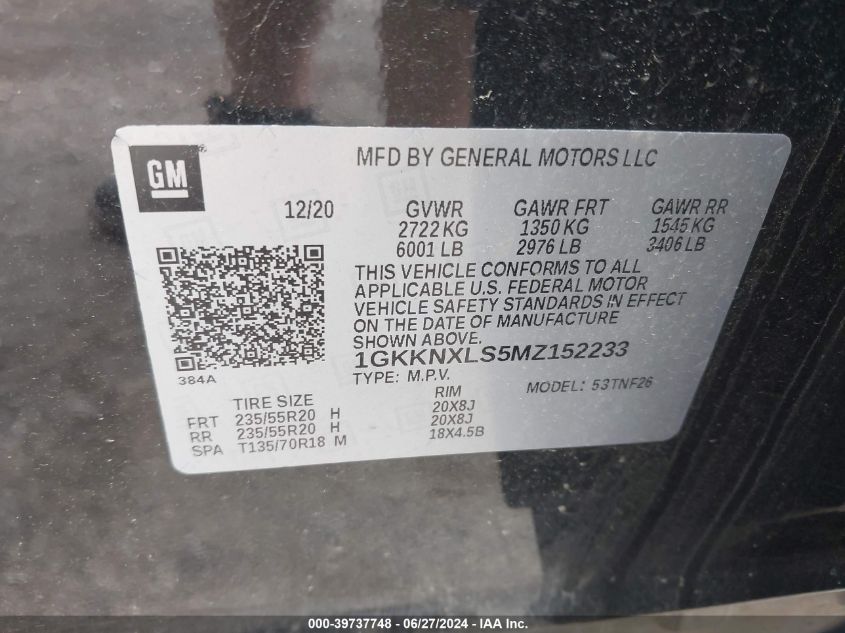 GM
MFD BY GENERAL MOTORS LLC
12/20 GVWR GAWR FRT GAWR RR
2722 KG 1350 KG 1545 KG
6001 LB 2976 LB 3406 LB
THIS VEHICLE CONFORMS TO ALL
APPLICABLE U.S. FEDERAL MOTOR
VEHICLE SAFETY STANDARDS IN EFFECT
ON THE DATE OF MANUFACTURE
SHOWN ABOVE.
1GKKNXLS5MZ152233
384A
TYPE: M.P.V. MODEL: 53TNF26
TIRE SIZE RIM
FRT 235/55R20 H 20X8J
RR 235/55R20 H 20X8J
SPA T135/70R18 M 18X4.5B
000-39737748 - 06/27/2024 - IAA Inc.